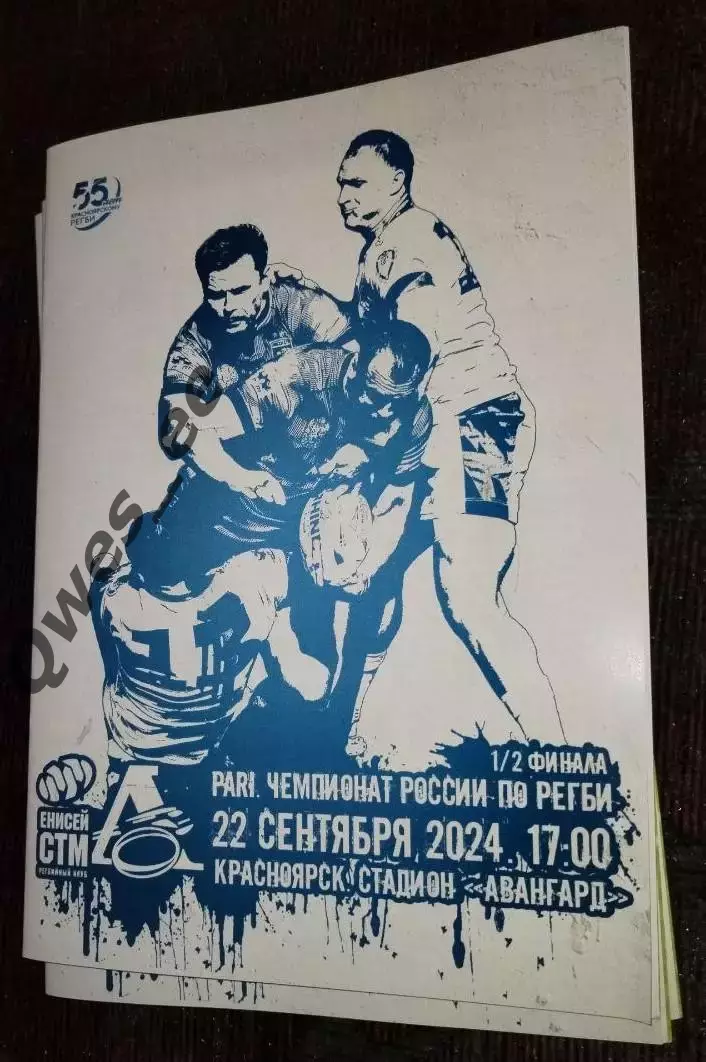 55
КРАСНОЯРСКОМУ
РЕГБИ
Qwes_ec
1/2 ФИНАЛА
PARI. ЧЕМПИОНАТ РОССИИ ПО РЕГБИ
22 СЕНТЯБРЯ, 2024. 17:00
КРАСНОЯРСК, СТАДИОН «АВАНГАРД»
ЕНИСЕЙ
СТМ
РЕГБИЙНЫЙ КЛУБ